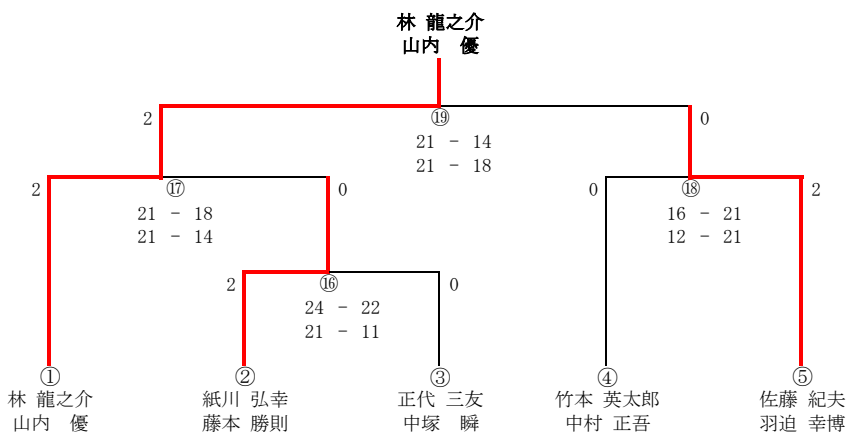 林 龍之介
山内　優
2
⑲
0
21 － 14
21 － 18
2
⑰
0
0
⑱
2
21 － 18
21 － 14
16 － 21
12 － 21
2
⑯
0
24 － 22
21 － 11
①
②
③
④
⑤
林 龍之介
紙川 弘幸
正代 三友
竹本 英太郎
佐藤 紀夫
山内　優
藤本 勝則
中塚　瞬
中村 正吾
羽迫 幸博